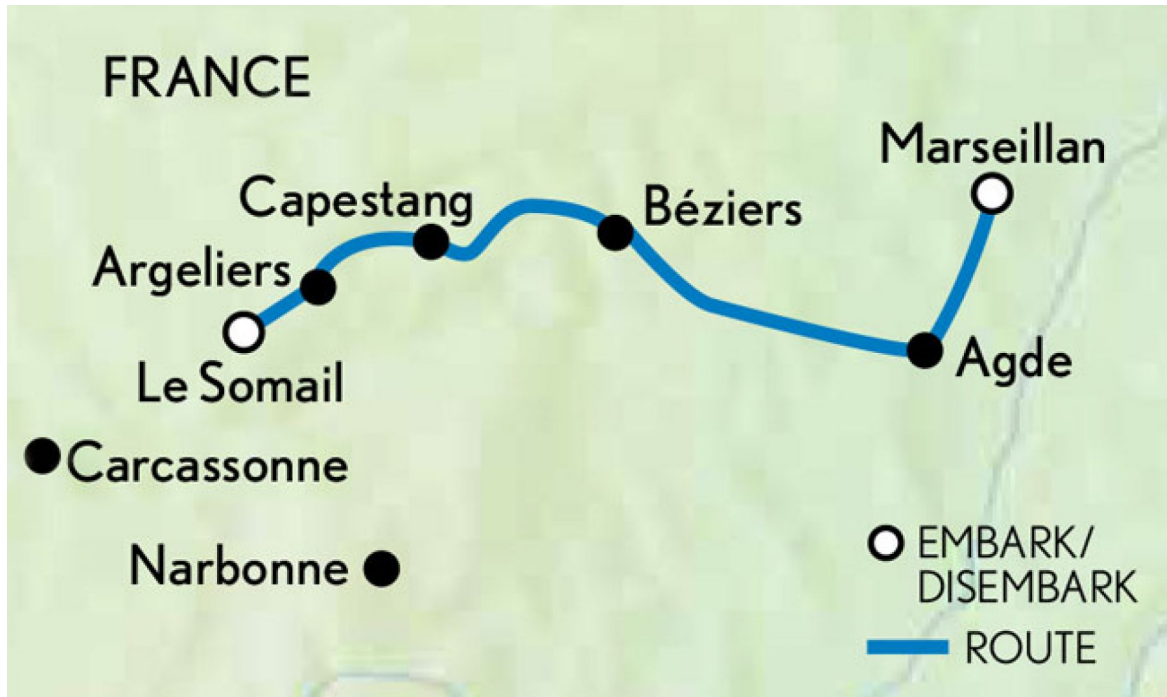 FRANCE
Marseillan
Capestang
Béziers
Argeliers
Le Somail
Agde
Carcassonne
Narbonne
EMBARK/
DISEMBARK
ROUTE